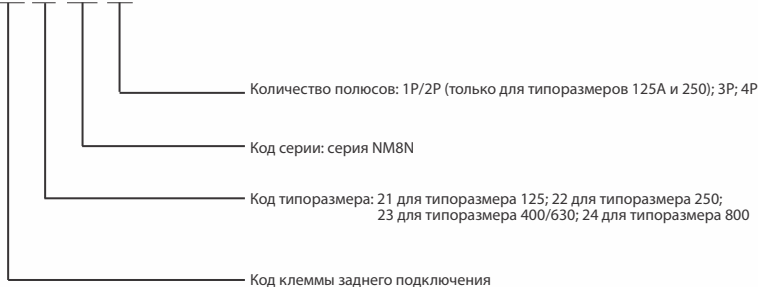 Количество полюсов: 1P/2P (только для типоразмеров 125A и 250); 3P; 4P
Код серии: серия NM8N
Код типоразмера: 21 для типоразмера 125; 22 для типоразмера 250;
23 для типоразмера 400/630; 24 для типоразмера 800
Код клеммы заднего подключения